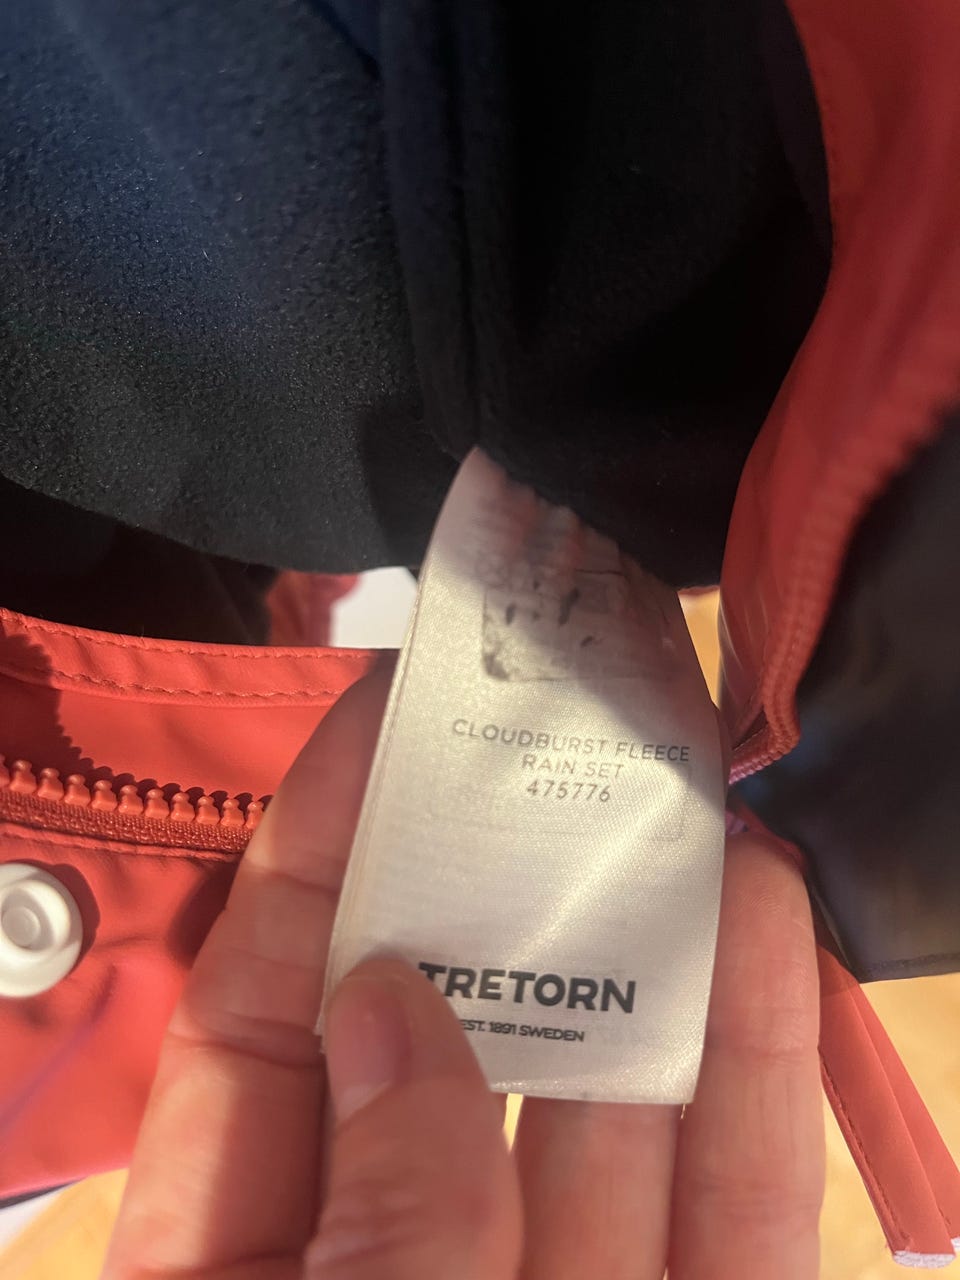 CLOUDBURST FLEECE
RAIN SET
475776
TRETORN
EST. 1891 SWEDEN